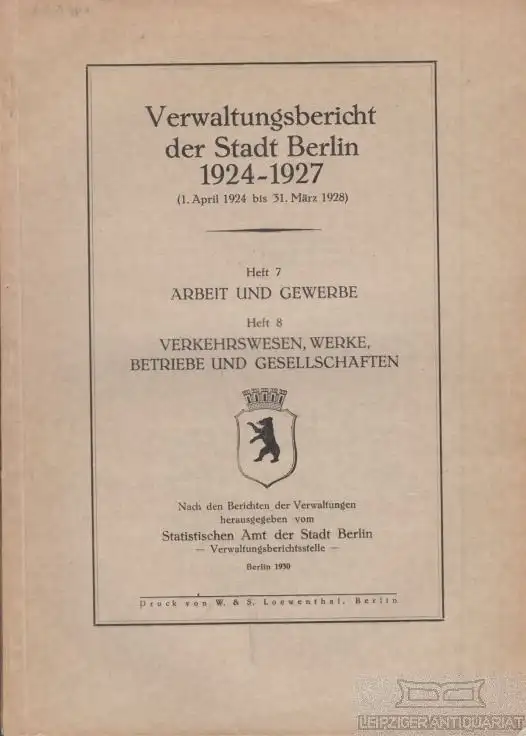 Verwaltungsbericht
der Stadt Berlin
1924-1927
(1. April 1924 bis 31. März 1928)
Heft 7
ARBEIT UND GEWERBE
Heft 8
VERKEHRSWESEN, WERKE,
BETRIEBE UND GESELLSCHAFTEN
Nach den Berichten der Verwaltungen
herausgegeben vom
Statistischen Amt der Stadt Berlin
— Verwaltungsberichtsstelle —
Berlin 1930
Druck von W. & S. Loewenthal, Berlin
LEIPZIGER ANTIQUARIAT